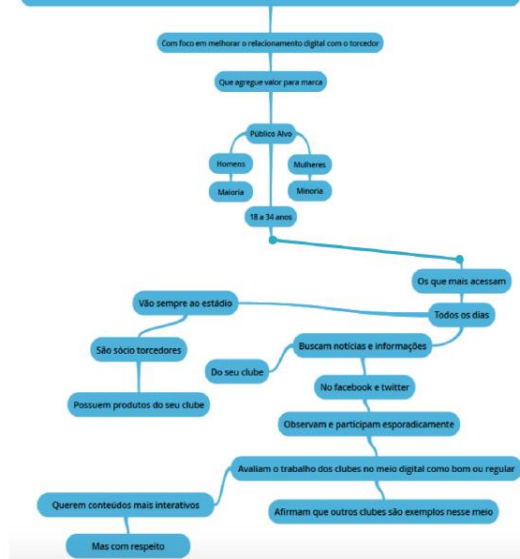 Com foco em melhorar o relacionamento digital com o torcedor
Que agregue valor para marca
Público Alvo
Homens
Mulheres
Maioria
Minoria
18 a 34 anos
Os que mais acessam
Vão sempre ao estádio
Todos os dias
São sócio torcedores
Buscam notícias e informações
Do seu clube
No facebook e twitter
Possuem produtos do seu clube
Observam e participam esporadicamente
Avaliam o trabalho dos clubes no meio digital como bom ou regular
Querem conteúdos mais interativos
Afirmam que outros clubes são exemplos nesse meio
Mas com respeito